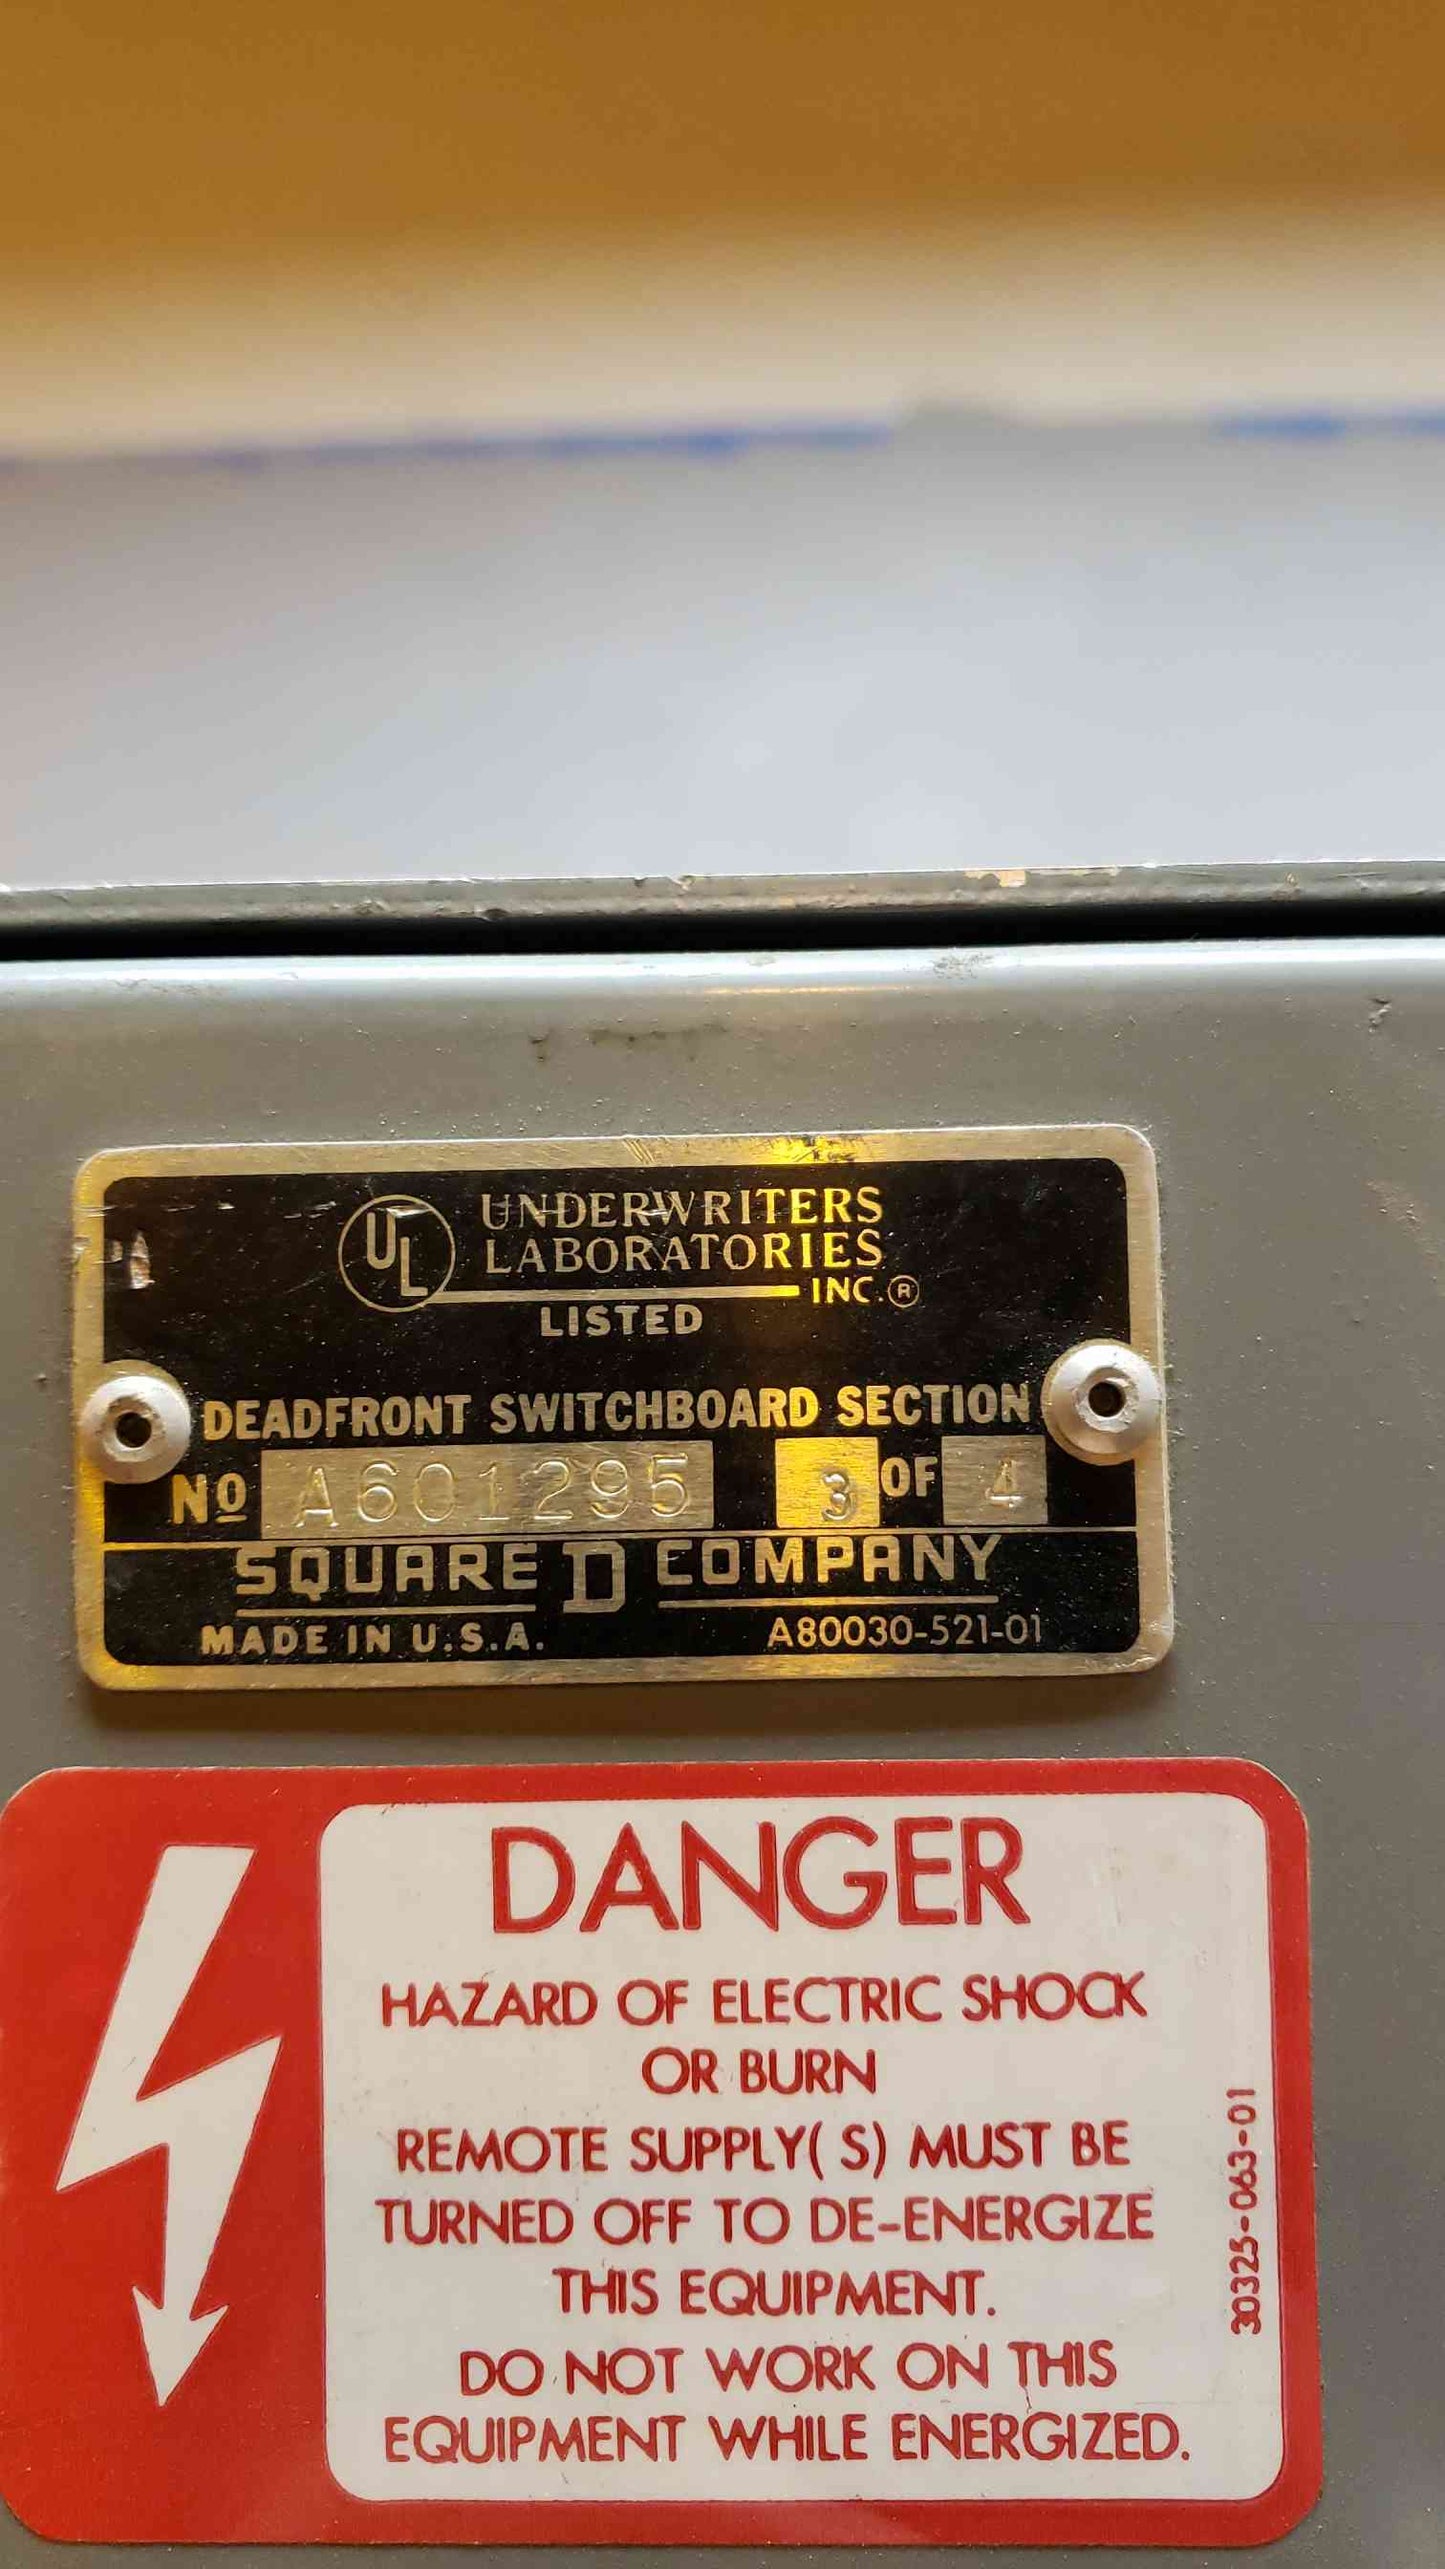 UL UNDERWRITERS
LABORATORIES
INC.®
LISTED
DEADFRONT SWITCHBOARD SECTION
No A601295 3 OF 4
SQUARE D COMPANY
MADE IN U.S.A. A80030-521-01
DANGER
HAZARD OF ELECTRIC SHOCK
OR BURN
REMOTE SUPPLY( S) MUST BE
TURNED OFF TO DE-ENERGIZE
THIS EQUIPMENT.
DO NOT WORK ON THIS
EQUIPMENT WHILE ENERGIZED.
30325-063-01